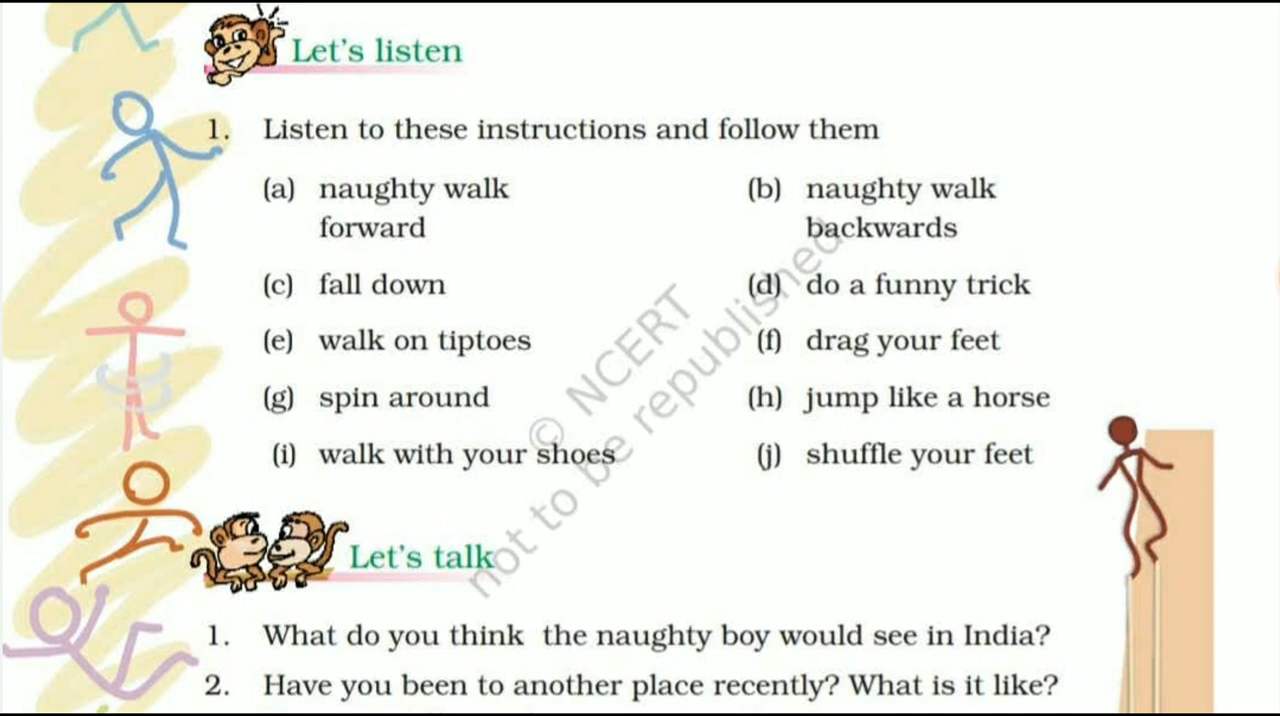 Let's listen
1. Listen to these instructions and follow them
(a) naughty walk forward
(b) naughty walk backwards
(c) fall down
(d) do a funny trick
(e) walk on tiptoes
(f) drag your feet
(g) spin around
(h) jump like a horse
(i) walk with your shoes
(j) shuffle your feet
© NCERT
not to be republished
Let's talk
1. What do you think the naughty boy would see in India?
2. Have you been to another place recently? What is it like?